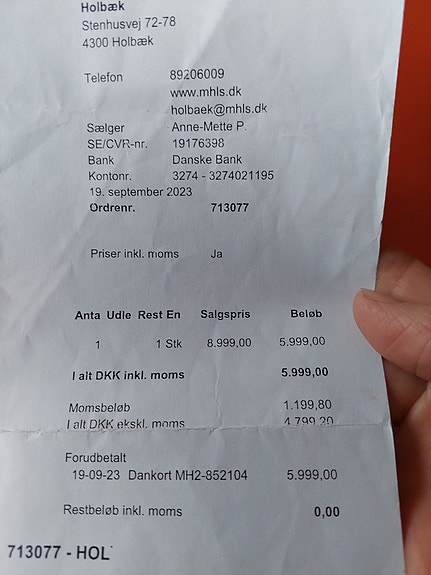 Holbæk
Stenhusvej 72-78
4300 Holbæk
Telefon 89206009
www.mhls.dk
holbaek@mhls.dk
Sælger Anne-Mette P.
SE/CVR-nr. 19176398
Bank Danske Bank
Kontonr. 3274 - 3274021195
19. september 2023
Ordrenr. 713077
Priser inkl. moms Ja
Anta Udle Rest En Salgspris Beløb
1 1 Stk 8.999,00 5.999,00
I alt DKK inkl. moms 5.999,00
Momsbeløb 1.199,80
I alt DKK ekskl. moms 4.799,20
Forudbetalt
19-09-23 Dankort MH2-852104 5.999,00
Restbeløb inkl. moms 0,00
713077 - HOL